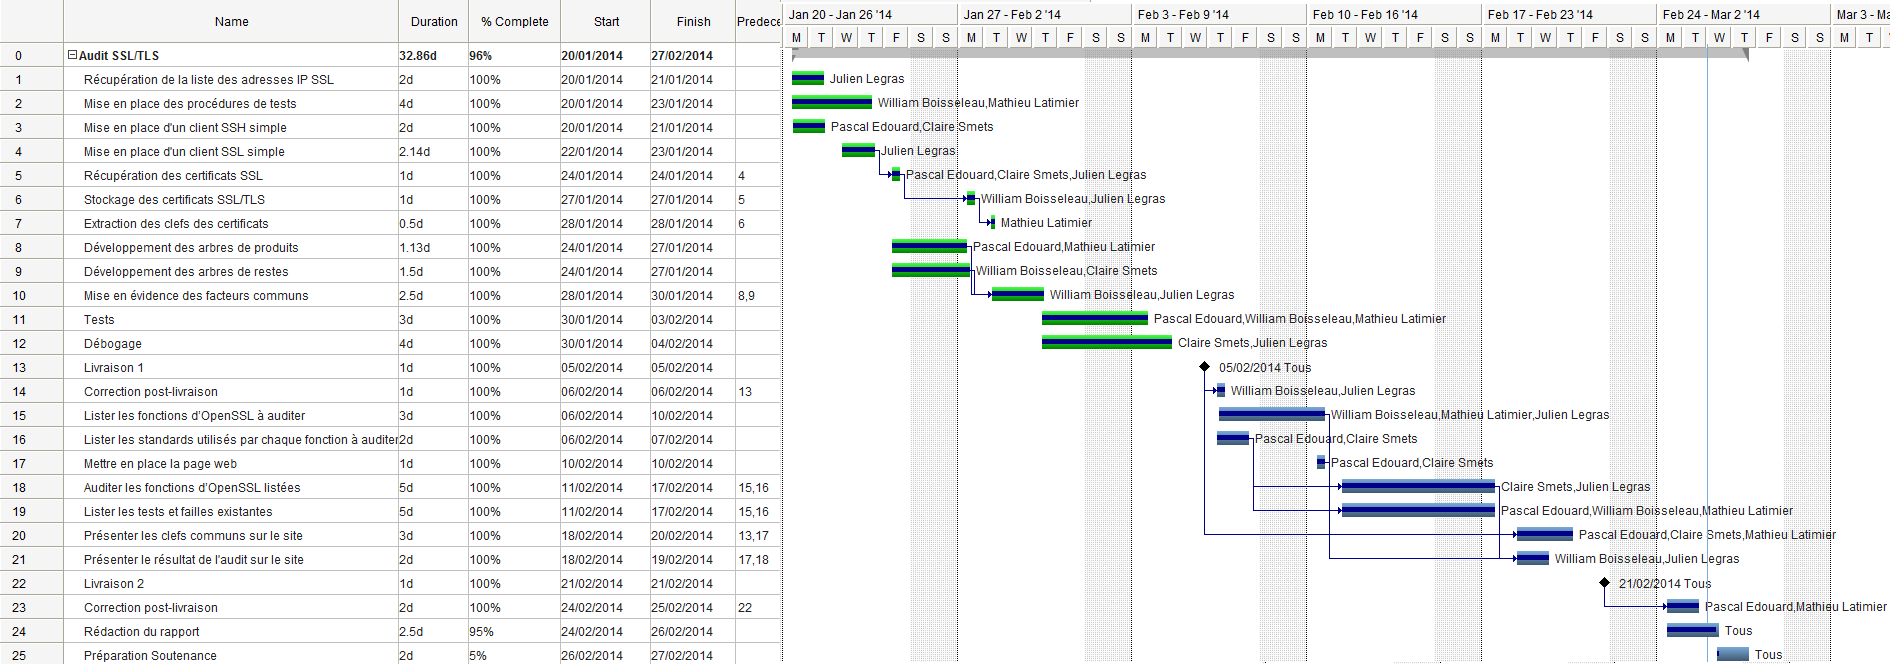 Name Duration % Complete Start Finish Predece Jan 20 - Jan 26 '14 Jan 27 - Feb 2 '14 Feb 3 - Feb 9 '14 Feb 10 - Feb 16 '14 Feb 17 - Feb 23 '14 Feb 24 - Mar 2 '14 Mar 3 - Ma
M T W T F S S M T W T F S S M T W T F S S M T W T F S S M T W T F S S M T W T F S S M T W
0 Audit SSL/TLS 32.86d 96% 20/01/2014 27/02/2014
1 Récupération de la liste des adresses IP SSL 2d 100% 20/01/2014 21/01/2014 Julien Legras
2 Mise en place des procédures de tests 4d 100% 20/01/2014 23/01/2014 William Boisseleau,Mathieu Latimier
3 Mise en place d'un client SSH simple 2d 100% 20/01/2014 21/01/2014 Pascal Edouard,Claire Smets
4 Mise en place d'un client SSL simple 2.14d 100% 22/01/2014 23/01/2014 Julien Legras
5 Récupération des certificats SSL 1d 100% 24/01/2014 24/01/2014 4 Pascal Edouard,Claire Smets,Julien Legras
6 Stockage des certificats SSL/TLS 1d 100% 27/01/2014 27/01/2014 5 William Boisseleau,Julien Legras
7 Extraction des clefs des certificats 0.5d 100% 28/01/2014 28/01/2014 6 Mathieu Latimier
8 Développement des arbres de produits 1.13d 100% 24/01/2014 27/01/2014 Pascal Edouard,Mathieu Latimier
9 Développement des arbres de restes 1.5d 100% 24/01/2014 27/01/2014 William Boisseleau,Claire Smets
10 Mise en évidence des facteurs communs 2.5d 100% 28/01/2014 30/01/2014 8,9 William Boisseleau,Julien Legras
11 Tests 3d 100% 30/01/2014 03/02/2014 Pascal Edouard,William Boisseleau,Mathieu Latimier
12 Débogage 4d 100% 30/01/2014 04/02/2014 Claire Smets,Julien Legras
13 Livraison 1 1d 100% 05/02/2014 05/02/2014 05/02/2014 Tous
14 Correction post-livraison 1d 100% 06/02/2014 06/02/2014 13 William Boisseleau,Julien Legras
15 Lister les fonctions d'OpenSSL à auditer 3d 100% 06/02/2014 10/02/2014 William Boisseleau,Mathieu Latimier,Julien Legras
16 Lister les standards utilisés par chaque fonction à auditer 2d 100% 06/02/2014 07/02/2014 Pascal Edouard,Claire Smets
17 Mettre en place la page web 1d 100% 10/02/2014 10/02/2014 Pascal Edouard,Claire Smets
18 Auditer les fonctions d'OpenSSL listées 5d 100% 11/02/2014 17/02/2014 15,16 Claire Smets,Julien Legras
19 Lister les tests et failles existantes 5d 100% 11/02/2014 17/02/2014 15,16 Pascal Edouard,William Boisseleau,Mathieu Latimier
20 Présenter les clefs communs sur le site 3d 100% 18/02/2014 20/02/2014 13,17 Pascal Edouard,Claire Smets,Mathieu Latimier
21 Présenter le résultat de l'audit sur le site 2d 100% 18/02/2014 19/02/2014 17,18 William Boisseleau,Julien Legras
22 Livraison 2 1d 100% 21/02/2014 21/02/2014 21/02/2014 Tous
23 Correction post-livraison 2d 100% 24/02/2014 25/02/2014 22 Pascal Edouard,Mathieu Latimier
24 Rédaction du rapport 2.5d 95% 24/02/2014 26/02/2014 Tous
25 Préparation Soutenance 2d 5% 26/02/2014 27/02/2014 Tous